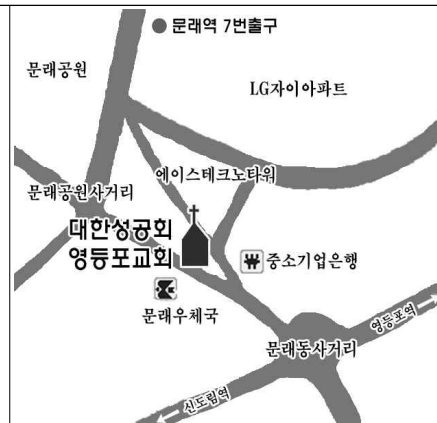 문래역 7번출구
문래공원
LG자이아파트
에이스테크노타워
문래공원사거리
대한성공회
영등포교회
₩ 중소기업은행
문래우체국
영등포역
문래동사거리
신도림역